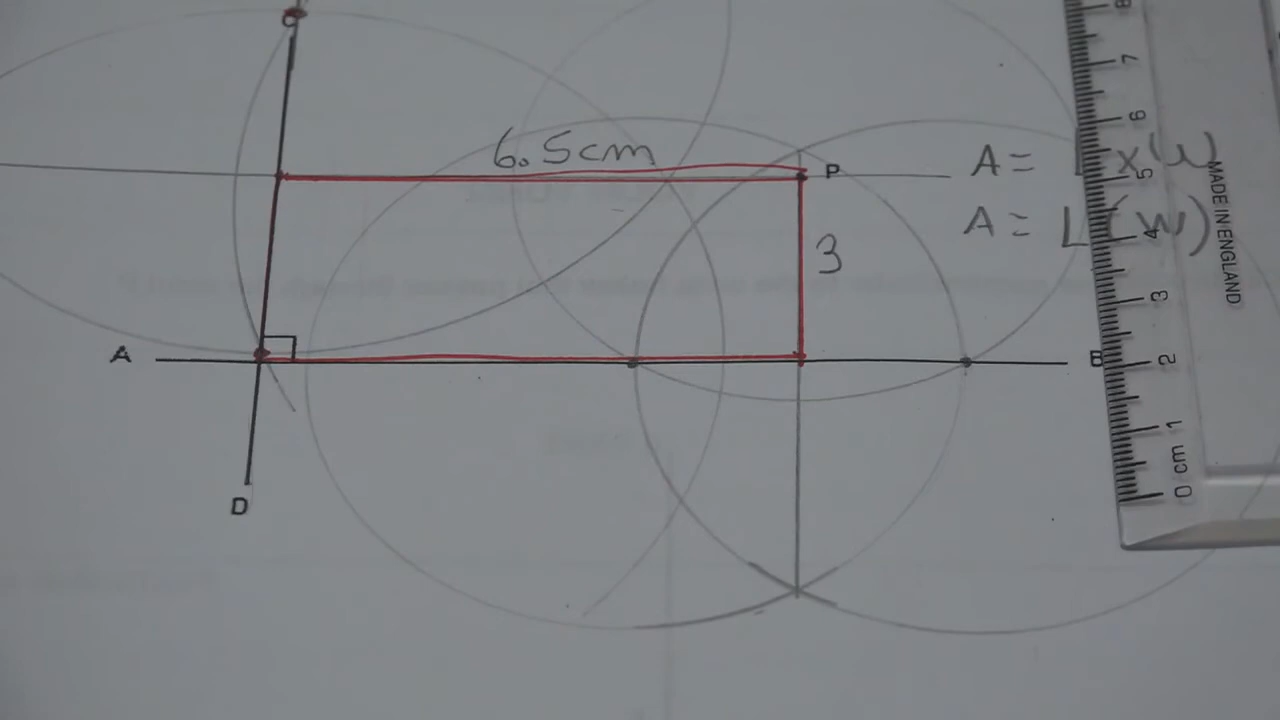 C
6.5cm
P
A = L x(W)
A = L (W)
3
A
B
D
8
7
6
5
4
3
2
1
0 cm
MADE IN ENGLAND